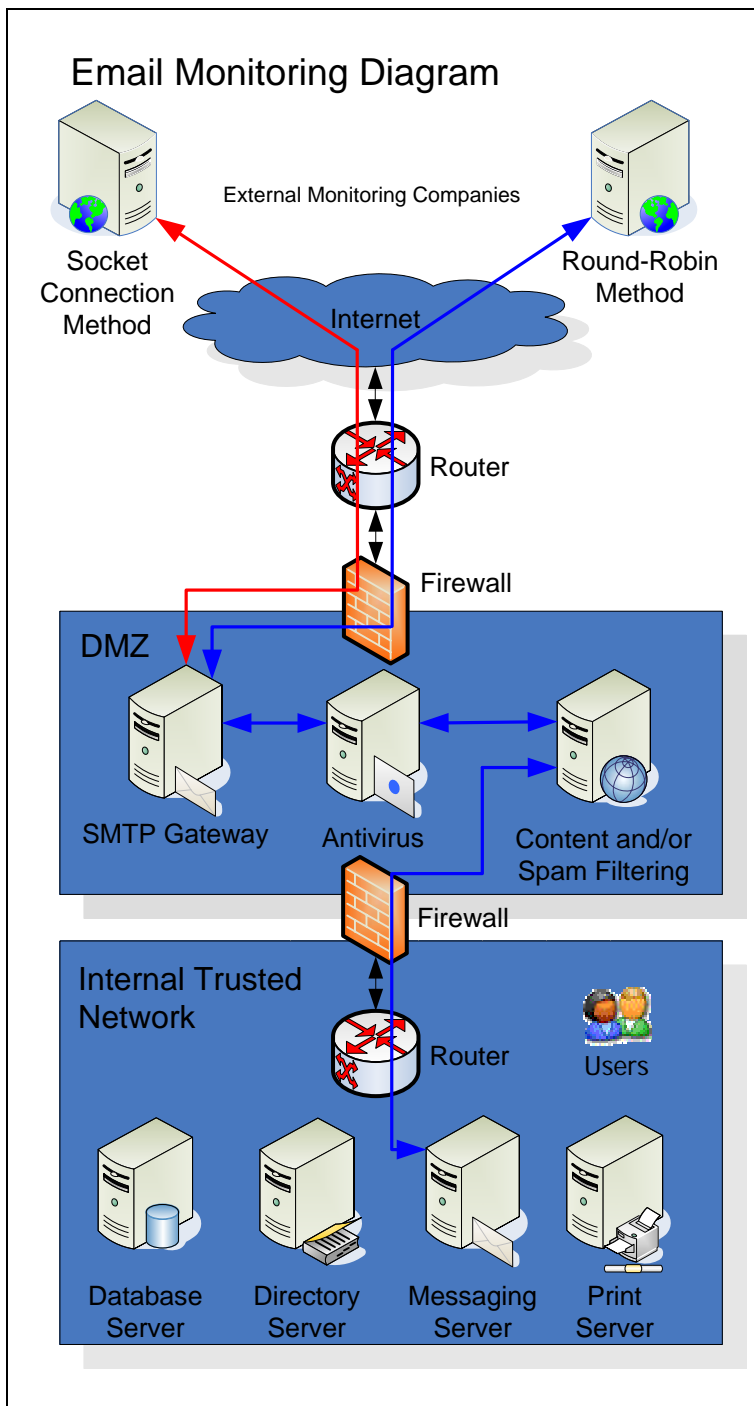 Email Monitoring Diagram
External Monitoring Companies
Socket
Connection
Method
Round-Robin
Method
Internet
Router
Firewall
DMZ
SMTP Gateway
Antivirus
Content and/or
Spam Filtering
Firewall
Internal Trusted
Network
Router
Users
Database
Server
Directory
Server
Messaging
Server
Print
Server